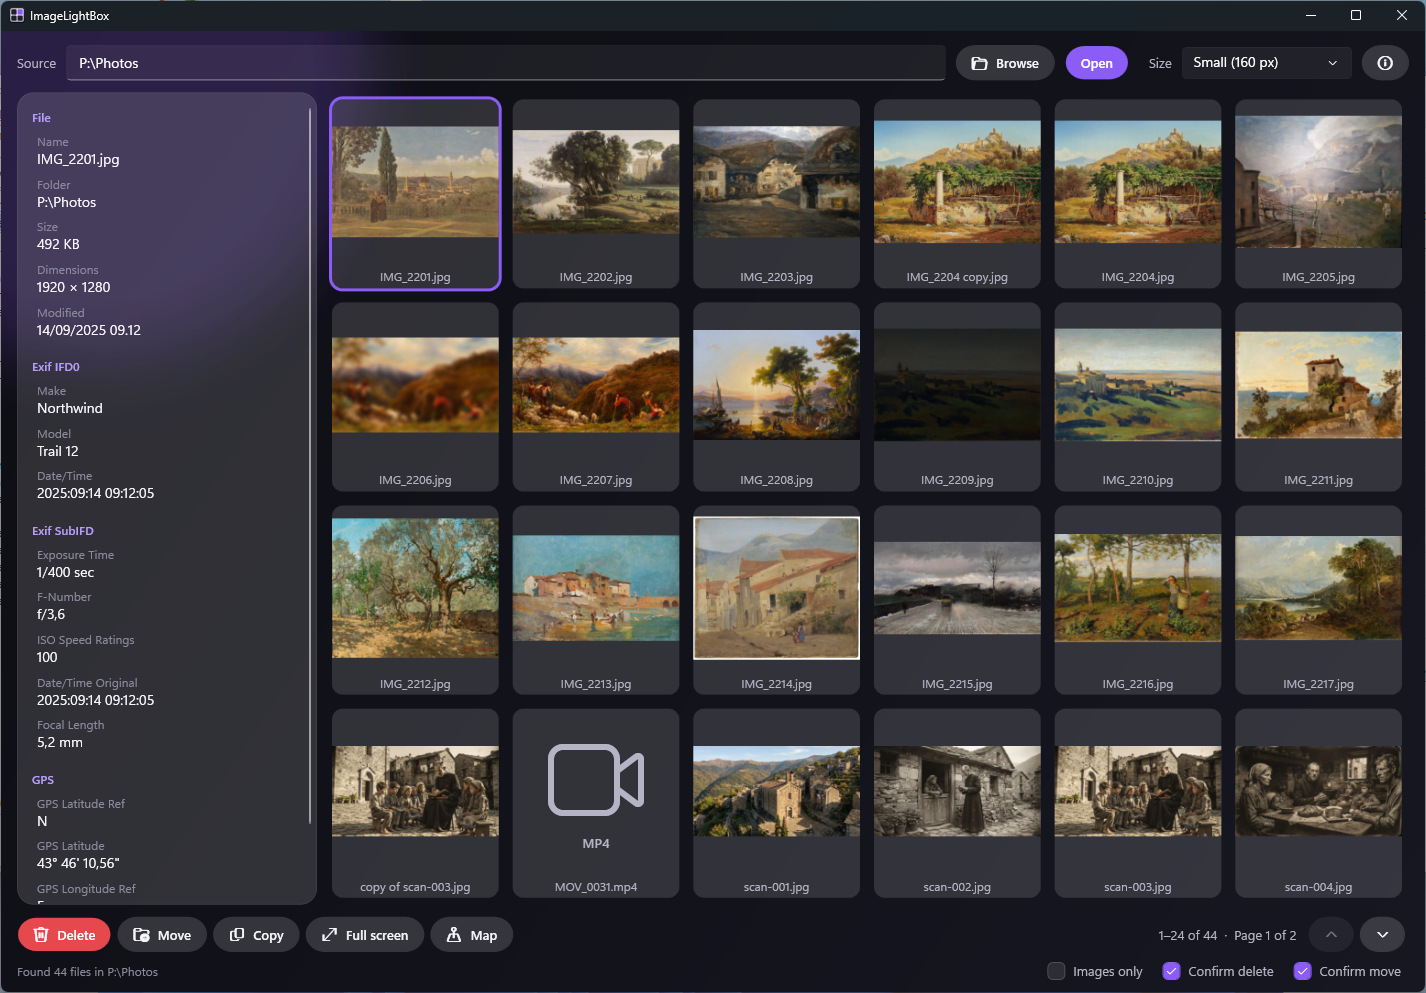 ImageLightBox
Source
P:\Photos
Browse
Open
Size
Small (160 px)
File
Name
IMG_2201.jpg
Folder
P:\Photos
Size
492 KB
Dimensions
1920 × 1280
Modified
14/09/2025 09.12
Exif IFD0
Make
Northwind
Model
Trail 12
Date/Time
2025:09:14 09:12:05
Exif SubIFD
Exposure Time
1/400 sec
F-Number
f/3,6
ISO Speed Ratings
100
Date/Time Original
2025:09:14 09:12:05
Focal Length
5,2 mm
GPS
GPS Latitude Ref
N
GPS Latitude
43° 46' 10,56"
GPS Longitude Ref
IMG_2201.jpg
IMG_2202.jpg
IMG_2203.jpg
IMG_2204 copy.jpg
IMG_2204.jpg
IMG_2205.jpg
IMG_2206.jpg
IMG_2207.jpg
IMG_2208.jpg
IMG_2209.jpg
IMG_2210.jpg
IMG_2211.jpg
IMG_2212.jpg
IMG_2213.jpg
IMG_2214.jpg
IMG_2215.jpg
IMG_2216.jpg
IMG_2217.jpg
MP4
copy of scan-003.jpg
MOV_0031.mp4
scan-001.jpg
scan-002.jpg
scan-003.jpg
scan-004.jpg
Delete
Move
Copy
Full screen
Map
1–24 of 44 · Page 1 of 2
Found 44 files in P:\Photos
Images only
Confirm delete
Confirm move